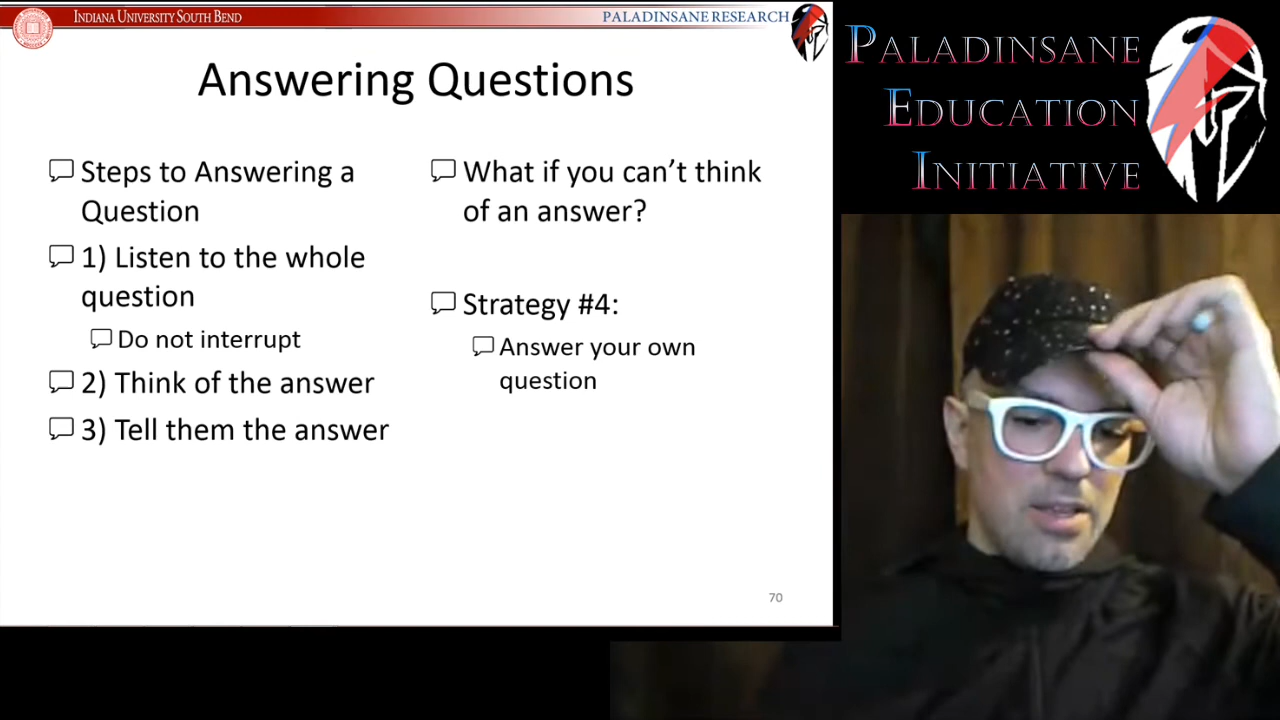 INDIANA UNIVERSITY SOUTH BEND
PALADINSANE RESEARCH
Answering Questions
Steps to Answering a
Question
1) Listen to the whole
question
Do not interrupt
2) Think of the answer
3) Tell them the answer
What if you can’t think
of an answer?
Strategy #4:
Answer your own
question
70
PALADINSANE
EDUCATION
INITIATIVE